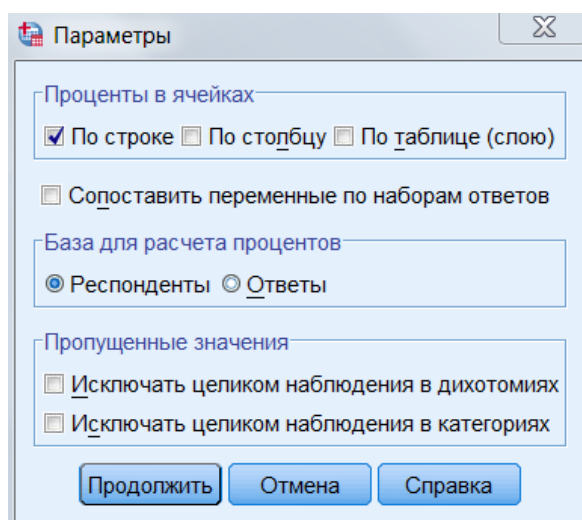 Параметры
Проценты в ячейках
По строке По столбцу По таблице (слою)
Сопоставить переменные по наборам ответов
База для расчета процентов
Респонденты Ответы
Пропущенные значения
Исключать целиком наблюдения в дихотомиях
Исключать целиком наблюдения в категориях
Продолжить Отмена Справка